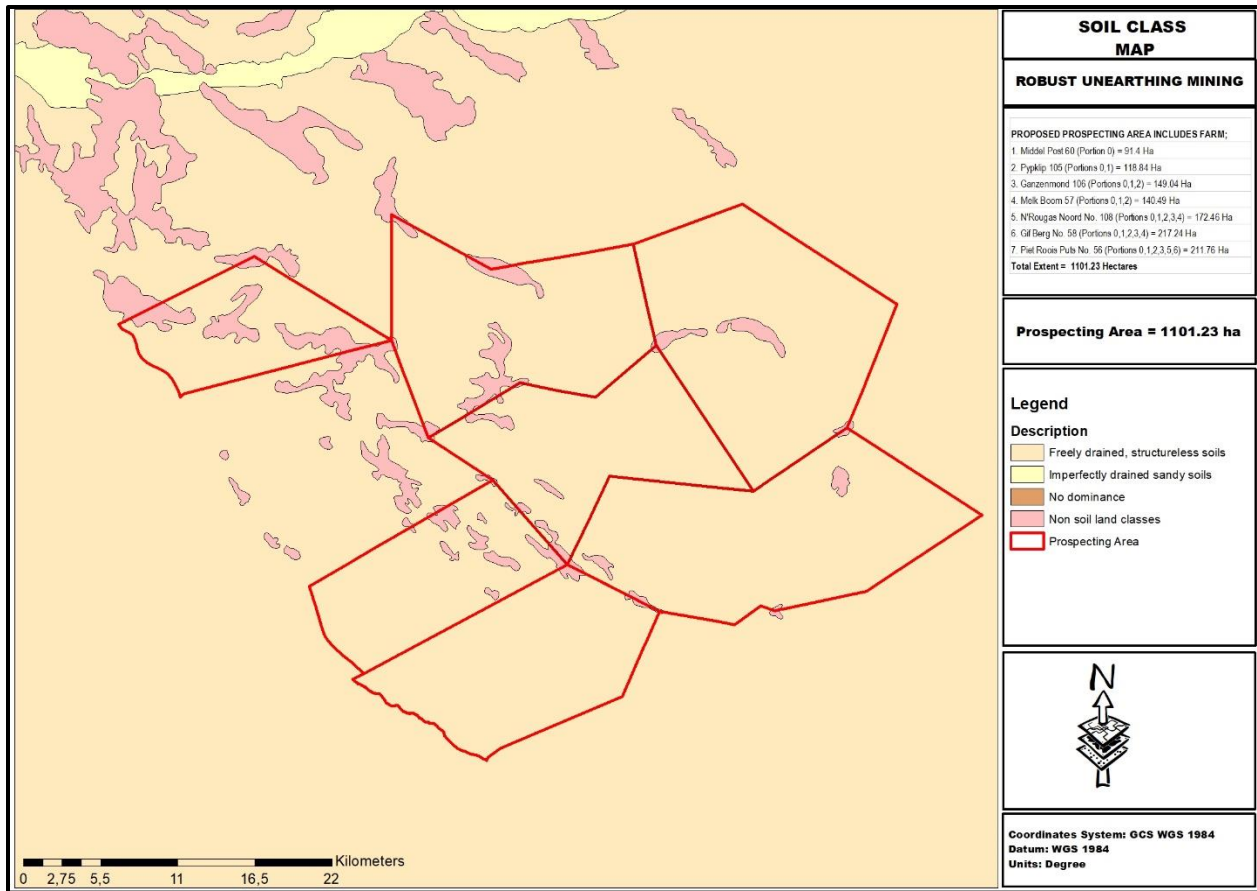 SOIL CLASS
MAP
ROBUST UNEARTHING MINING
PROPOSED PROSPECTING AREA INCLUDES FARM;
1. Middel Post 60 (Portion 0) = 91.4 Ha
2. Pypklip 105 (Portions 0,1) = 118.84 Ha
3. Ganzenmond 106 (Portions 0,1,2) = 149.04 Ha
4. Melk Boom 57 (Portions 0,1,2) = 140.49 Ha
5. N'Rougas Noord No. 108 (Portions 0,1,2,3,4) = 172.46 Ha
6. Gif Berg No. 58 (Portions 0,1,2,3,4) = 217.24 Ha
7. Piet Roois Puts No. 56 (Portions 0,1,2,3,5,6) = 211.76 Ha
Total Extent = 1101.23 Hectares
Prospecting Area = 1101.23 ha
Legend
Description
Freely drained, structureless soils
Imperfectly drained sandy soils
No dominance
Non soil land classes
Prospecting Area
N
Coordinates System: GCS WGS 1984
Datum: WGS 1984
Units: Degree
Kilometers
0 2,75 5,5 11 16,5 22